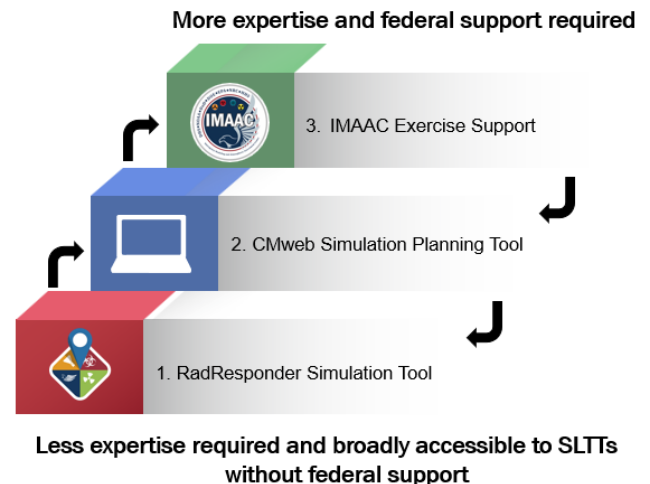 More expertise and federal support required
IMAAC
3. IMAAC Exercise Support
2. CMweb Simulation Planning Tool
1. RadResponder Simulation Tool
Less expertise required and broadly accessible to SLTTs
without federal support